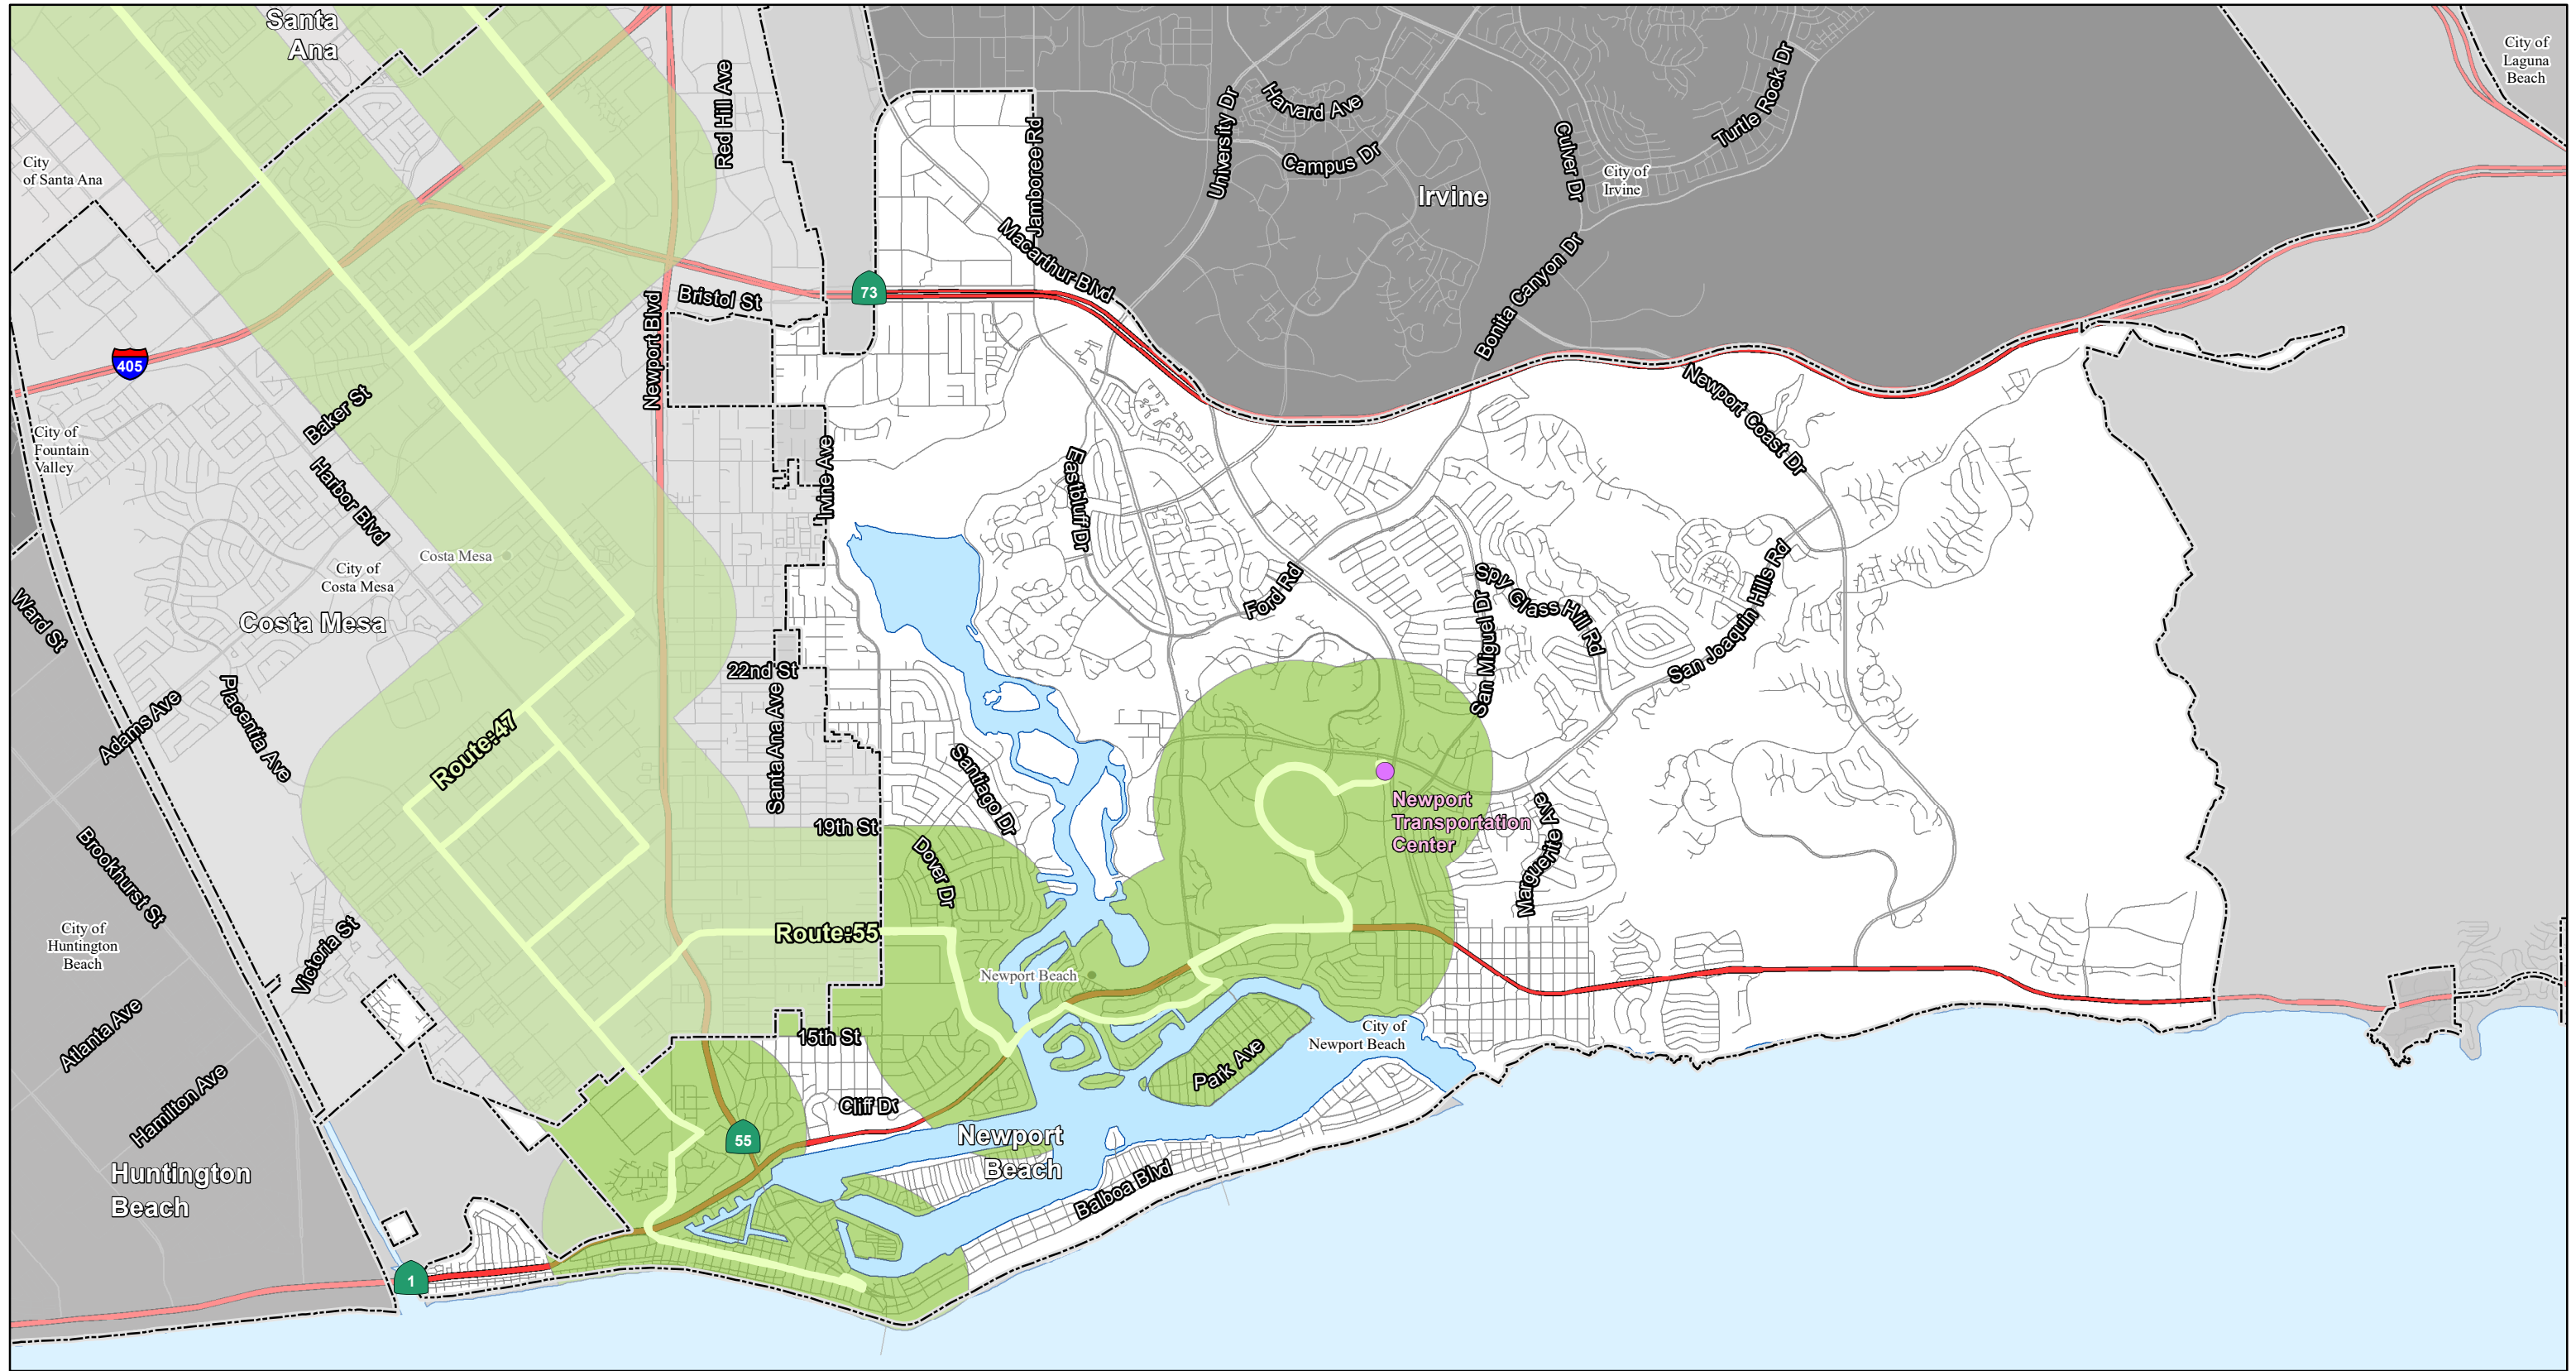 Santa
Ana
City of
Laguna
Beach
Red Hill Ave
Jamboree Rd
University Dr
Harvard Ave
Campus Dr
Culver Dr
Turtle Rock Dr
City
of Santa Ana
City of
Irvine
Irvine
Macarthur Blvd
Bonita Canyon Dr
73
Bristol St
Newport Blvd
405
Baker St
Harbor Blvd
City of
Fountain
Valley
Irvine Ave
Eastbluff Dr
Newport Coast Dr
Costa Mesa
City of
Costa Mesa
Costa Mesa
Ward St
Ford Rd
Spy Glass Hill Rd
San Miguel Dr
San Joaquin Hills Rd
22nd St
Santa Ana Ave
Adams Ave
Placentia Ave
Route:47
Santiago Dr
Newport
Transportation
Center
19th St
Dover Dr
Marguerite Ave
Brookhurst St
City of
Huntington
Beach
Victoria St
Route:55
Newport Beach
Atlanta Ave
15th St
City of
Newport Beach
Park Ave
Hamilton Ave
Cliff Dr
55
Newport
Beach
Huntington
Beach
Balboa Blvd
1